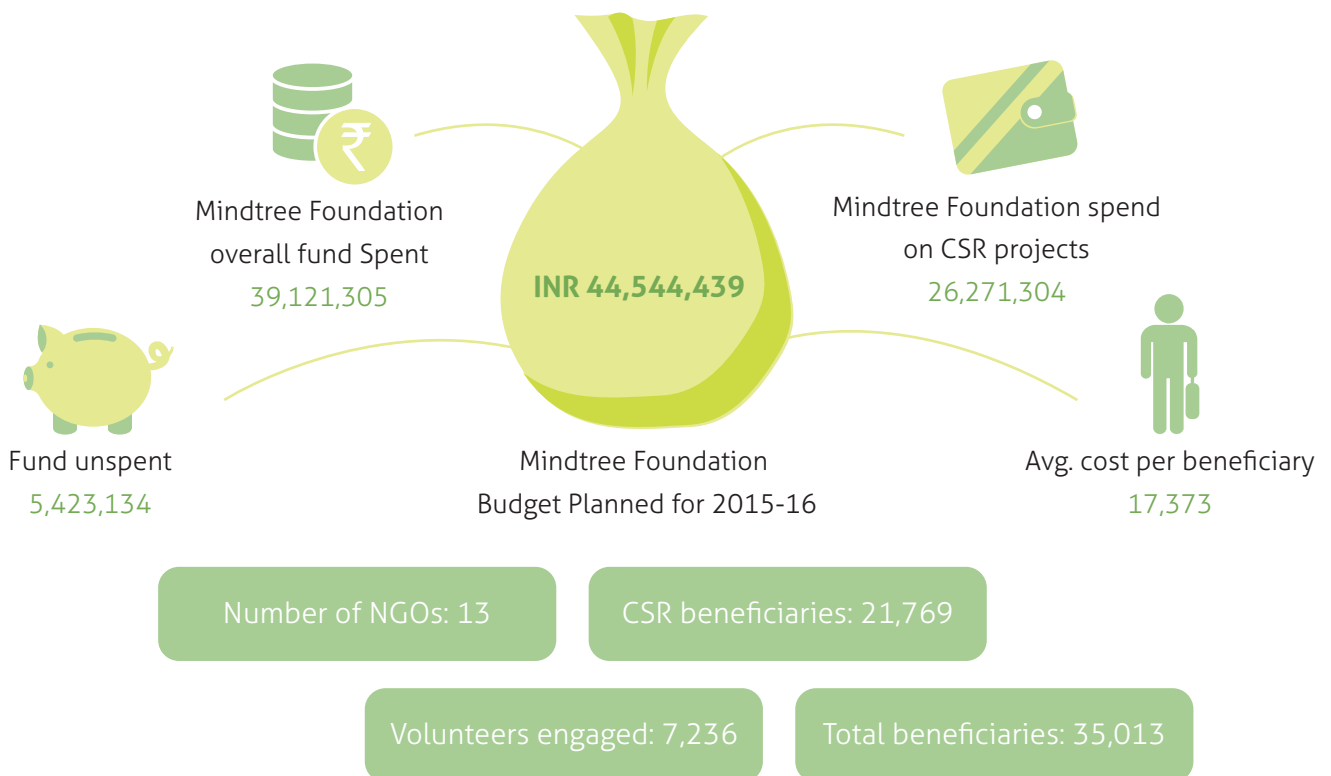 ₹
Mindtree Foundation
overall fund Spent
39,121,305
INR 44,544,439
Mindtree Foundation spend
on CSR projects
26,271,304
Fund unspent
5,423,134
Mindtree Foundation
Budget Planned for 2015-16
Avg. cost per beneficiary
17,373
Number of NGOs: 13
CSR beneficiaries: 21,769
Volunteers engaged: 7,236
Total beneficiaries: 35,013